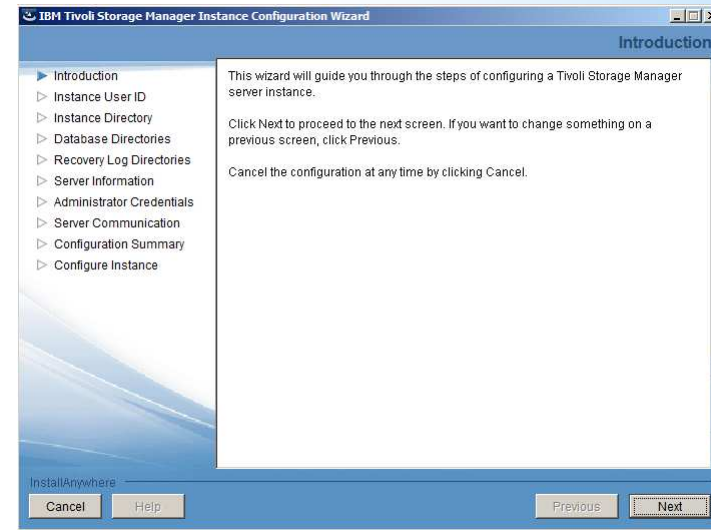 IBM Tivoli Storage Manager Instance Configuration Wizard
Introduction
Introduction
Instance User ID
Instance Directory
Database Directories
Recovery Log Directories
Server Information
Administrator Credentials
Server Communication
Configuration Summary
Configure Instance
This wizard will guide you through the steps of configuring a Tivoli Storage Manager
server instance.
Click Next to proceed to the next screen. If you want to change something on a
previous screen, click Previous.
Cancel the configuration at any time by clicking Cancel.
InstallAnywhere
Cancel
Help
Previous
Next